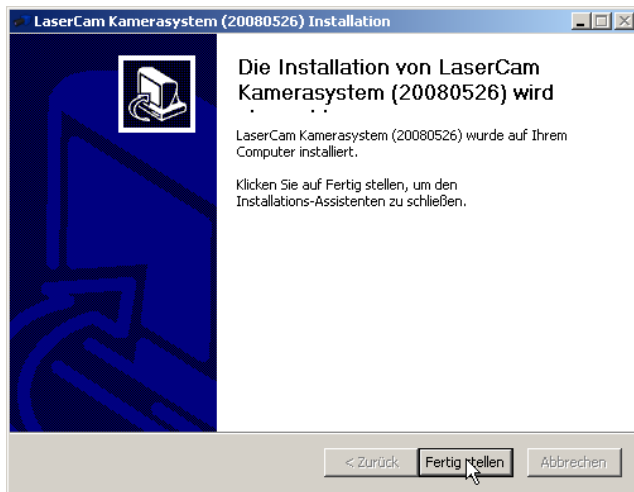 LaserCam Kamerasystem (20080526) Installation
Die Installation von LaserCam
Kamerasystem (20080526) wird
LaserCam Kamerasystem (20080526) wurde auf Ihrem
Computer installiert.
Klicken Sie auf Fertig stellen, um den
Installations-Assistenten zu schließen.
< Zurück
Fertig stellen
Abbrechen